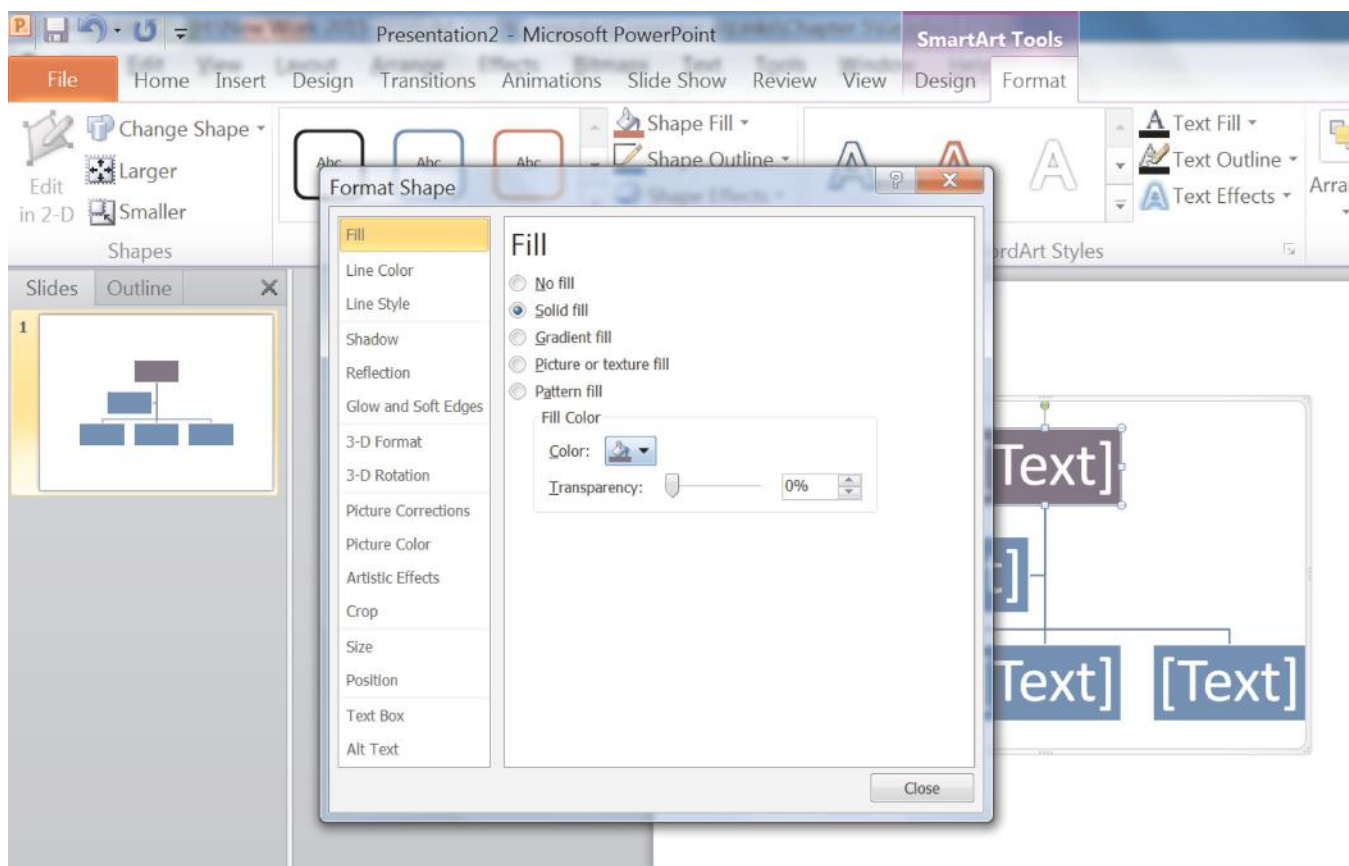 Presentation2 - Microsoft PowerPoint
SmartArt Tools
File Home Insert Design Transitions Animations Slide Show Review View Design Format
Edit in 2-D
Change Shape
Larger
Smaller
Shapes
Abc Abc Abc
Shape Fill
Shape Outline
Shape Effects
A A A
Text Fill
Text Outline
Text Effects
Arra
ordArt Styles
Slides Outline
1
Format Shape
Fill
Line Color
Line Style
Shadow
Reflection
Glow and Soft Edges
3-D Format
3-D Rotation
Picture Corrections
Picture Color
Artistic Effects
Crop
Size
Position
Text Box
Alt Text
Fill
No fill
Solid fill
Gradient fill
Picture or texture fill
Pattern fill
Fill Color
Color:
Transparency: 0%
Close
Text]
t]
Text] [Text]